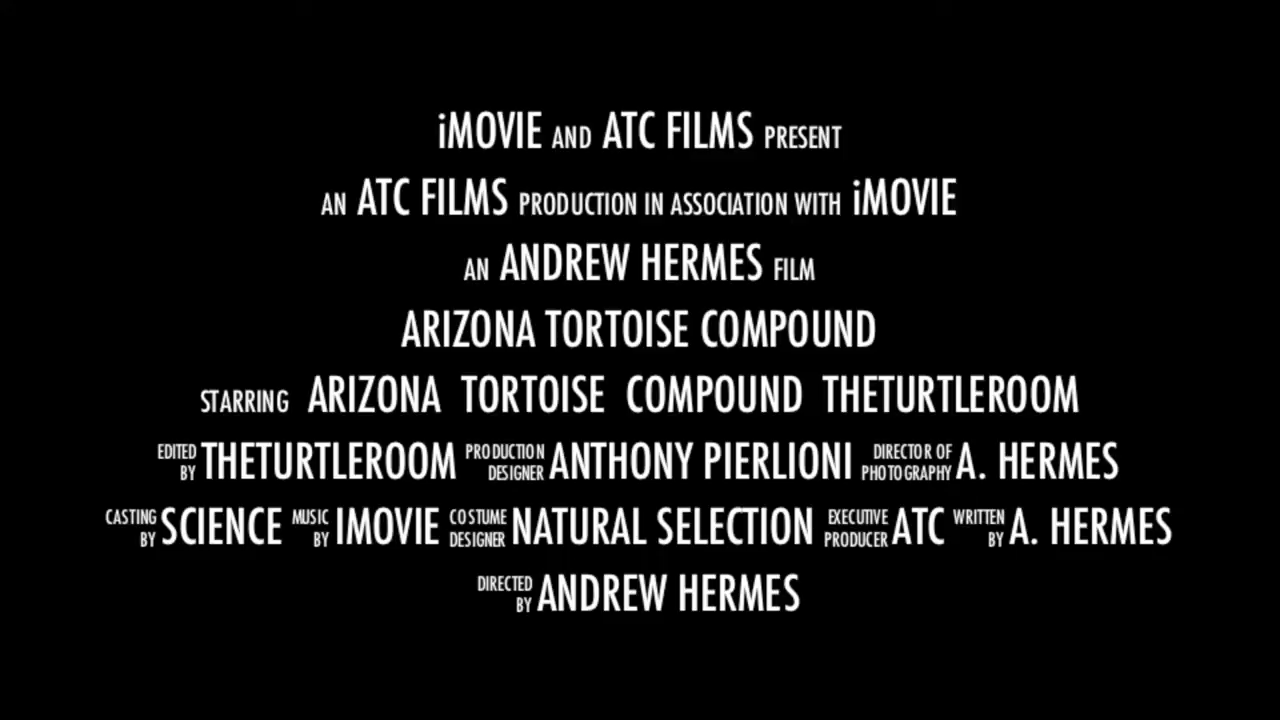 iMOVIE AND ATC FILMS PRESENT
AN ATC FILMS PRODUCTION IN ASSOCIATION WITH iMOVIE
AN ANDREW HERMES FILM
ARIZONA TORTOISE COMPOUND
STARRING ARIZONA TORTOISE COMPOUND THETURTLEROOM
EDITED BY THETURTLEROOM PRODUCTION DESIGNER ANTHONY PIERLIONI DIRECTOR OF PHOTOGRAPHY A. HERMES
CASTING BY SCIENCE MUSIC BY IMOVIE COSTUME DESIGNER NATURAL SELECTION EXECUTIVE PRODUCER ATC WRITTEN BY A. HERMES
DIRECTED BY ANDREW HERMES